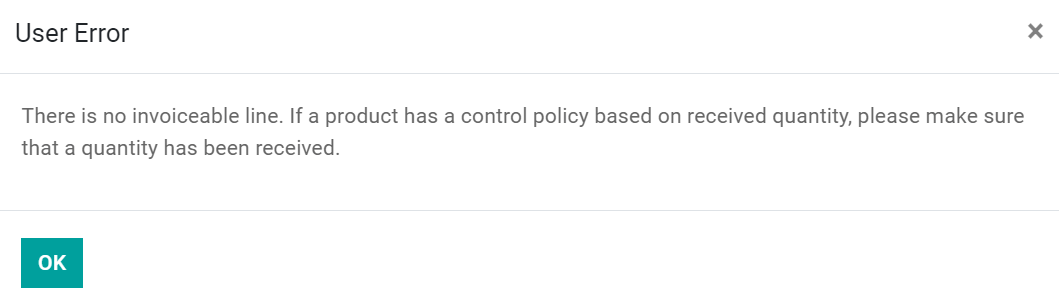 User Error
×
There is no invoiceable line. If a product has a control policy based on received quantity, please make sure
that a quantity has been received.
OK